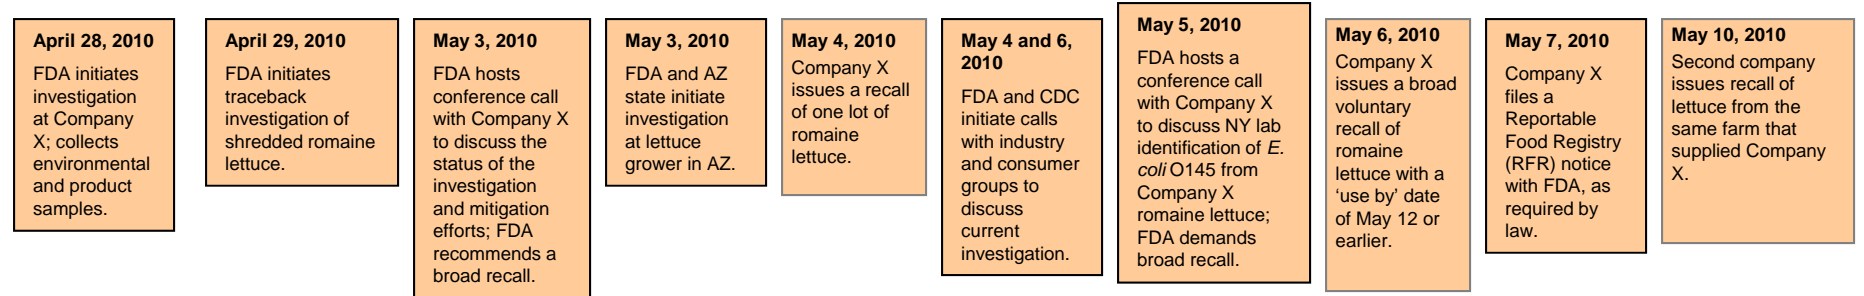 April 28, 2010
FDA initiates
investigation
at Company
X; collects
environmental
and product
samples.
April 29, 2010
FDA initiates
traceback
investigation of
shredded romaine
lettuce.
May 3, 2010
FDA hosts
conference call
with Company X
to discuss the
status of the
investigation
and mitigation
efforts; FDA
recommends a
broad recall.
May 3, 2010
FDA and AZ
state initiate
investigation
at lettuce
grower in AZ.
May 4, 2010
Company X
issues a recall
of one lot of
romaine
lettuce.
May 4 and 6,
2010
FDA and CDC
initiate calls
with industry
and consumer
groups to
discuss
current
investigation.
May 5, 2010
FDA hosts a
conference call
with Company X
to discuss NY lab
identification of E.
coli O145 from
Company X
romaine lettuce;
FDA demands
broad recall.
May 6, 2010
Company X
issues a broad
voluntary
recall of
romaine
lettuce with a
‘use by’ date
of May 12 or
earlier.
May 7, 2010
Company X
files a
Reportable
Food Registry
(RFR) notice
with FDA, as
required by
law.
May 10, 2010
Second company
issues recall of
lettuce from the
same farm that
supplied Company
X.